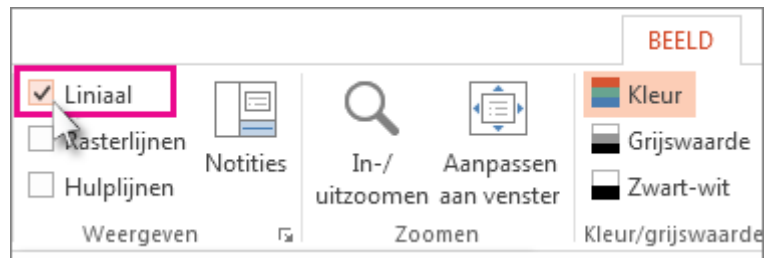 BEELD
Liniaal
Rasterlijnen
Hulplijnen
Notities
Weergeven
In-/
uitzoomen
Aanpassen
aan venster
Zoomen
Kleur
Grijswaarde
Zwart-wit
Kleur/grijswaarde